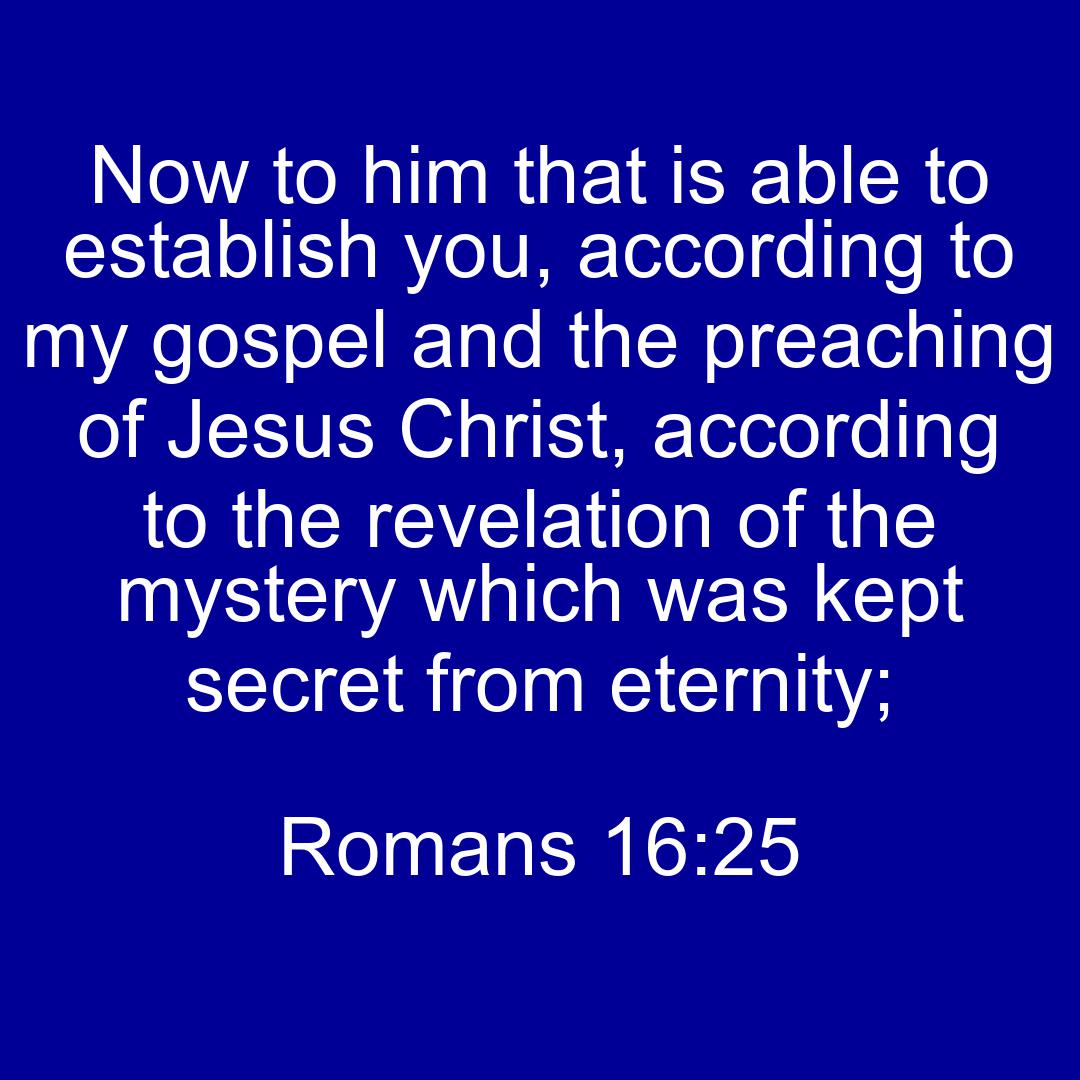 Now to him that is able to
establish you, according to
my gospel and the preaching
of Jesus Christ, according
to the revelation of the
mystery which was kept
secret from eternity;
Romans 16:25